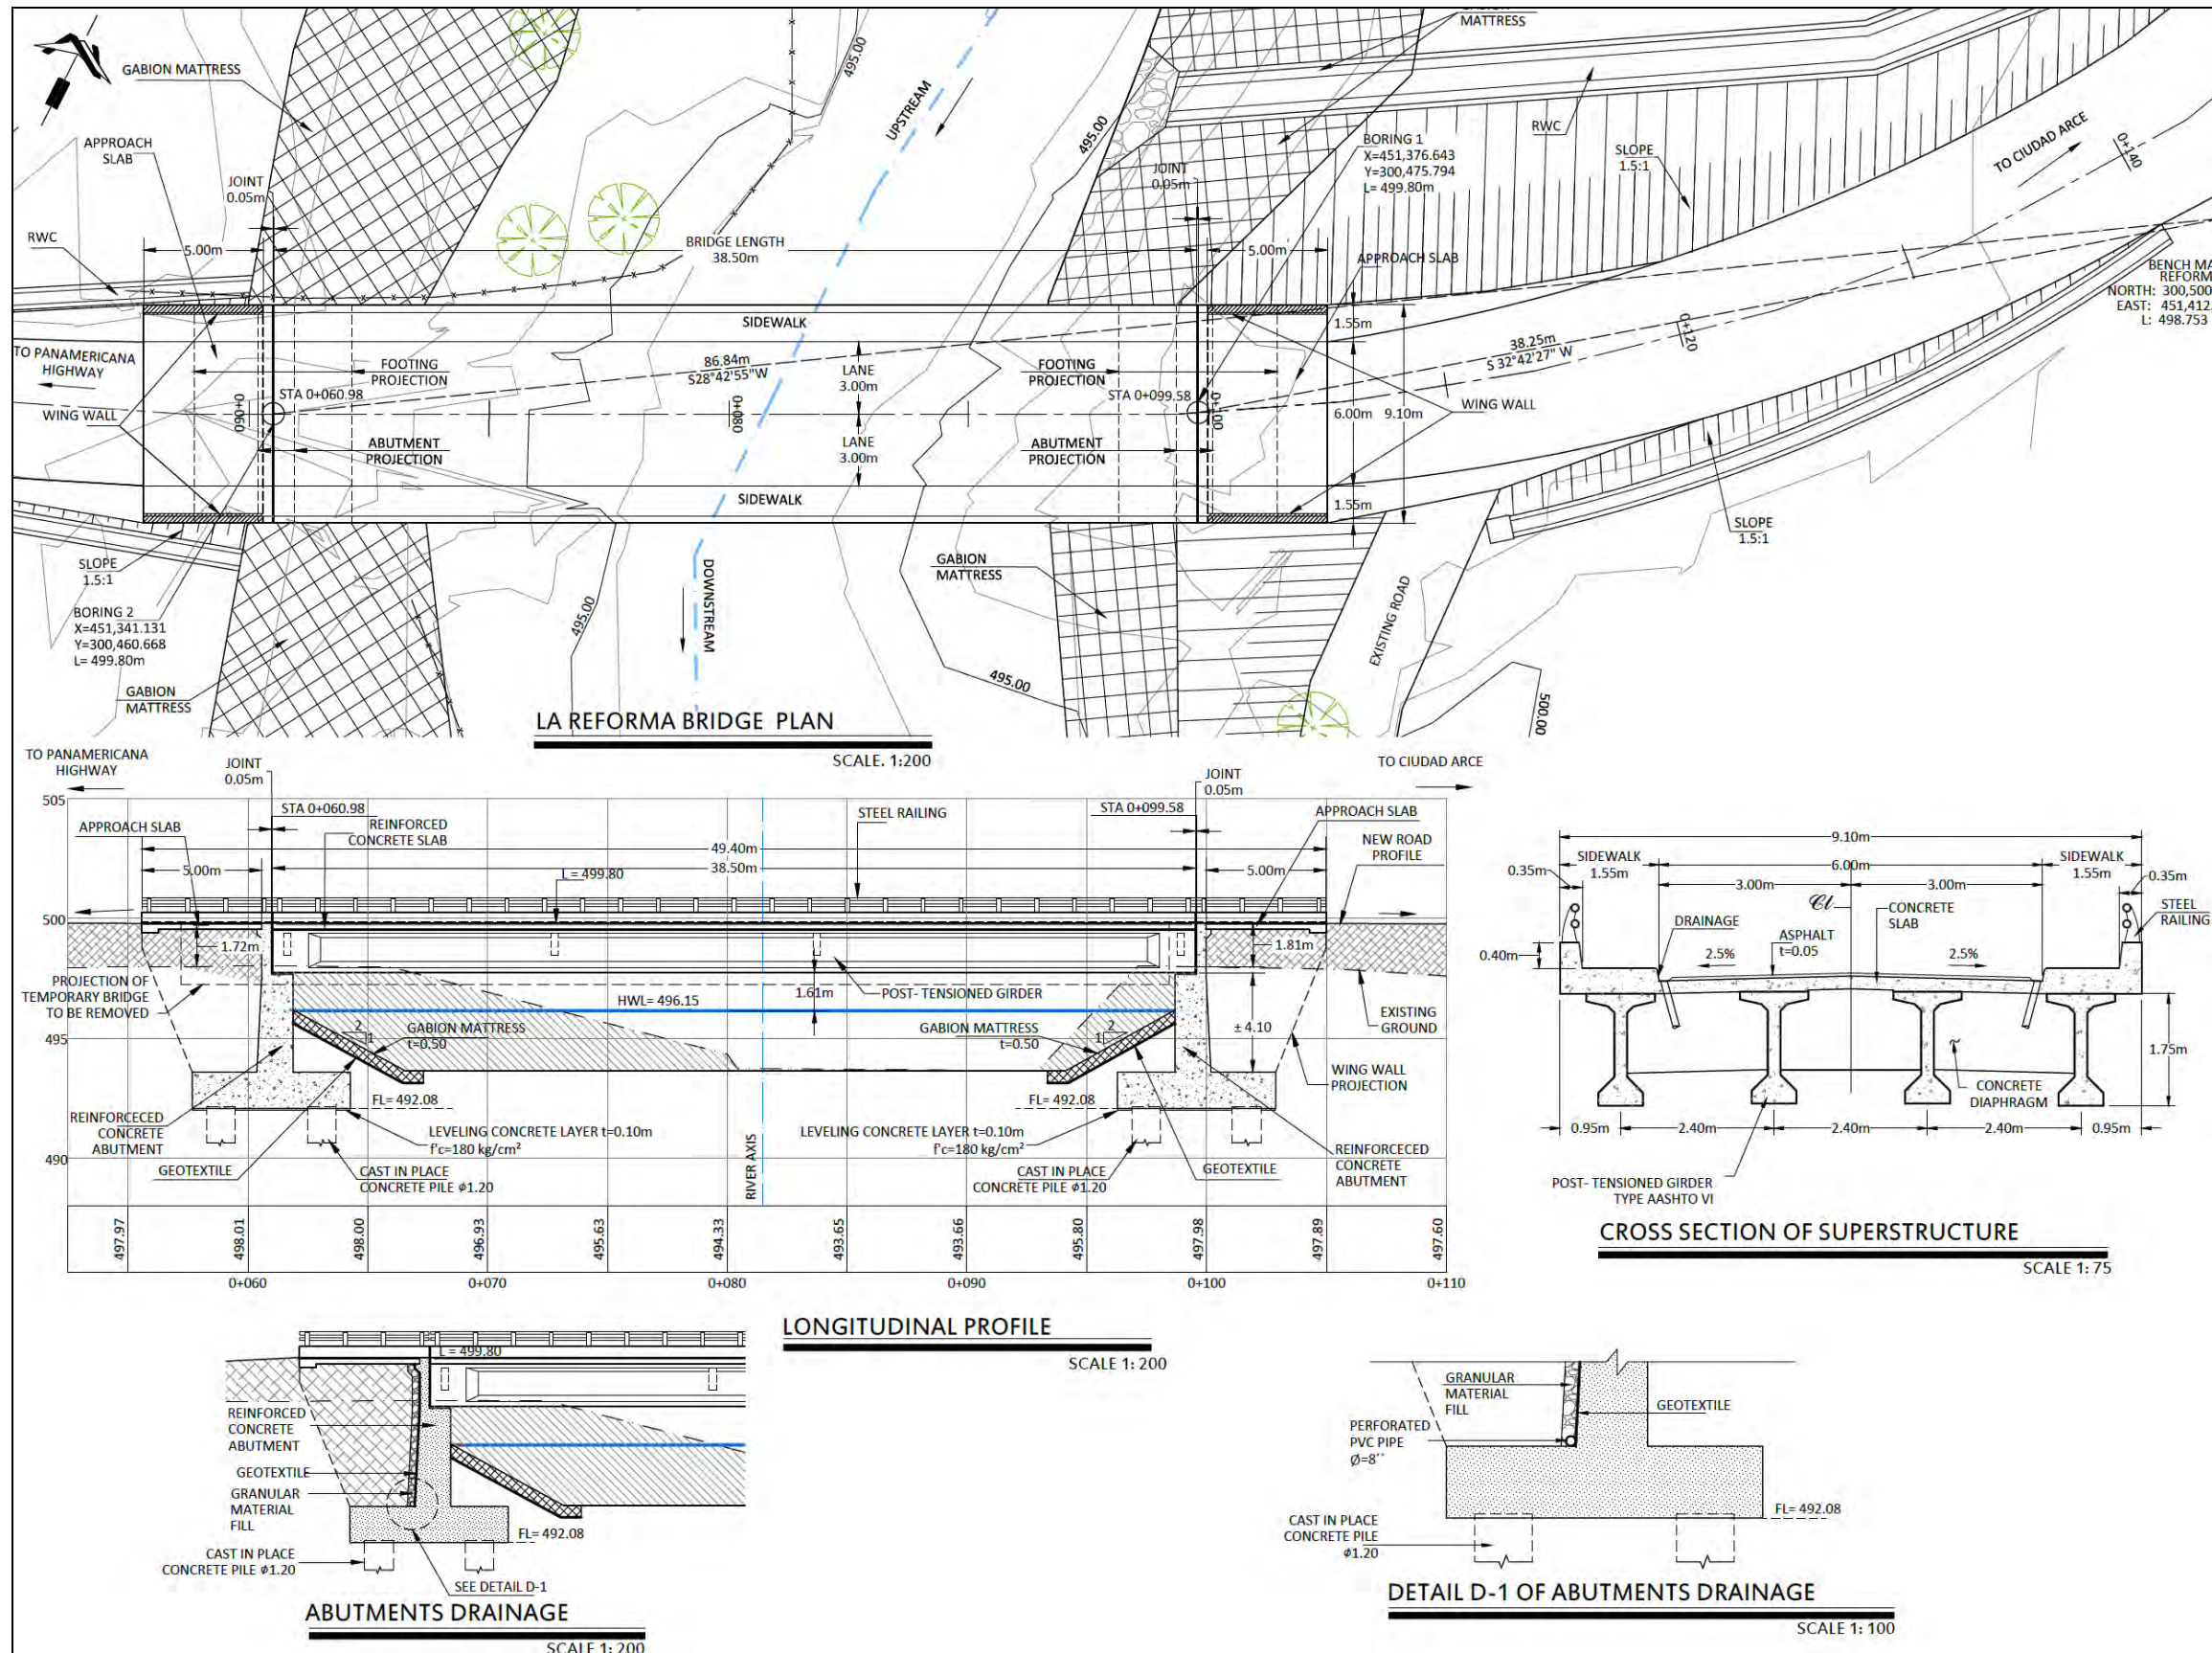 GABION
MATTRESS
GABION MATTRESS
APPROACH
SLAB
JOINT
0.05m
RWC
5.00m
495.00
UPSTREAM
BRIDGE LENGTH
38.50m
495.00
JOINT
0.05m
BORING 1
X=451,376.643
Y=300,475.794
L= 499.80m
RWC
SLOPE
1.5:1
TO CIUDAD ARCE
0+140
5.00m
APPROACH SLAB
BENCH MA
REFORM
NORTH: 300,500
EAST: 451,412.
L: 498.753
TO PANAMERICANA
HIGHWAY
SIDEWALK
FOOTING
PROJECTION
86.84m
S28°42'55"W
LANE
3.00m
FOOTING
PROJECTION
1.55m
38.25m
S 32°42'27" W
0+120
WING WALL
0+060
STA 0+060.98
0+080
STA 0+099.58
0+100
6.00m
9.10m
WING WALL
ABUTMENT
PROJECTION
LANE
3.00m
ABUTMENT
PROJECTION
SIDEWALK
1.55m
SLOPE
1.5:1
SLOPE
1.5:1
BORING 2
X=451,341.131
Y=300,460.668
L= 499.80m
GABION
MATTRESS
495.00
DOWNSTREAM
GABION
MATTRESS
495.00
EXISTING ROAD
500.00
LA REFORMA BRIDGE PLAN
SCALE. 1:200
TO PANAMERICANA
HIGHWAY
JOINT
0.05m
JOINT
0.05m
TO CIUDAD ARCE
505
STA 0+060.98
STA 0+099.58
APPROACH SLAB
REINFORCED
CONCRETE SLAB
STEEL RAILING
APPROACH SLAB
NEW ROAD
PROFILE
49.40m
5.00m
38.50m
L = 499.80
5.00m
500
1.72m
1.81m
PROJECTION OF
TEMPORARY BRIDGE
TO BE REMOVED
HWL= 496.15
1.61m
POST- TENSIONED GIRDER
EXISTING
GROUND
495
2
1
GABION MATTRESS
t=0.50
GABION MATTRESS
t=0.50
2
1
± 4.10
WING WALL
PROJECTION
FL= 492.08
FL= 492.08
REINFORCECED
CONCRETE
ABUTMENT
LEVELING CONCRETE LAYER t=0.10m
f'c=180 kg/cm²
LEVELING CONCRETE LAYER t=0.10m
f'c=180 kg/cm²
REINFORCECED
CONCRETE
ABUTMENT
490
GEOTEXTILE
CAST IN PLACE
CONCRETE PILE ϕ1.20
RIVER AXIS
CAST IN PLACE
CONCRETE PILE ϕ1.20
GEOTEXTILE
497.97
498.01
498.00
496.93
495.63
494.33
493.65
493.66
495.80
497.98
497.89
497.60
0+060
0+070
0+080
0+090
0+100
0+110
LONGITUDINAL PROFILE
SCALE 1: 200
9.10m
SIDEWALK
1.55m
6.00m
SIDEWALK
1.55m
0.35m
3.00m
3.00m
0.35m
Cl
CONCRETE
SLAB
STEEL
RAILING
DRAINAGE
ASPHALT
t=0.05
0.40m
2.5%
2.5%
1.75m
CONCRETE
DIAPHRAGM
0.95m
2.40m
2.40m
2.40m
0.95m
POST- TENSIONED GIRDER
TYPE AASHTO VI
CROSS SECTION OF SUPERSTRUCTURE
SCALE 1: 75
L = 499.80
REINFORCED
CONCRETE
ABUTMENT
GEOTEXTILE
GRANULAR
MATERIAL
FILL
FL= 492.08
CAST IN PLACE
CONCRETE PILE ϕ1.20
SEE DETAIL D-1
ABUTMENTS DRAINAGE
SCALE 1: 200
GRANULAR
MATERIAL
FILL
GEOTEXTILE
PERFORATED
PVC PIPE
Ø=8''
FL= 492.08
CAST IN PLACE
CONCRETE PILE
ϕ1.20
DETAIL D-1 OF ABUTMENTS DRAINAGE
SCALE 1: 100